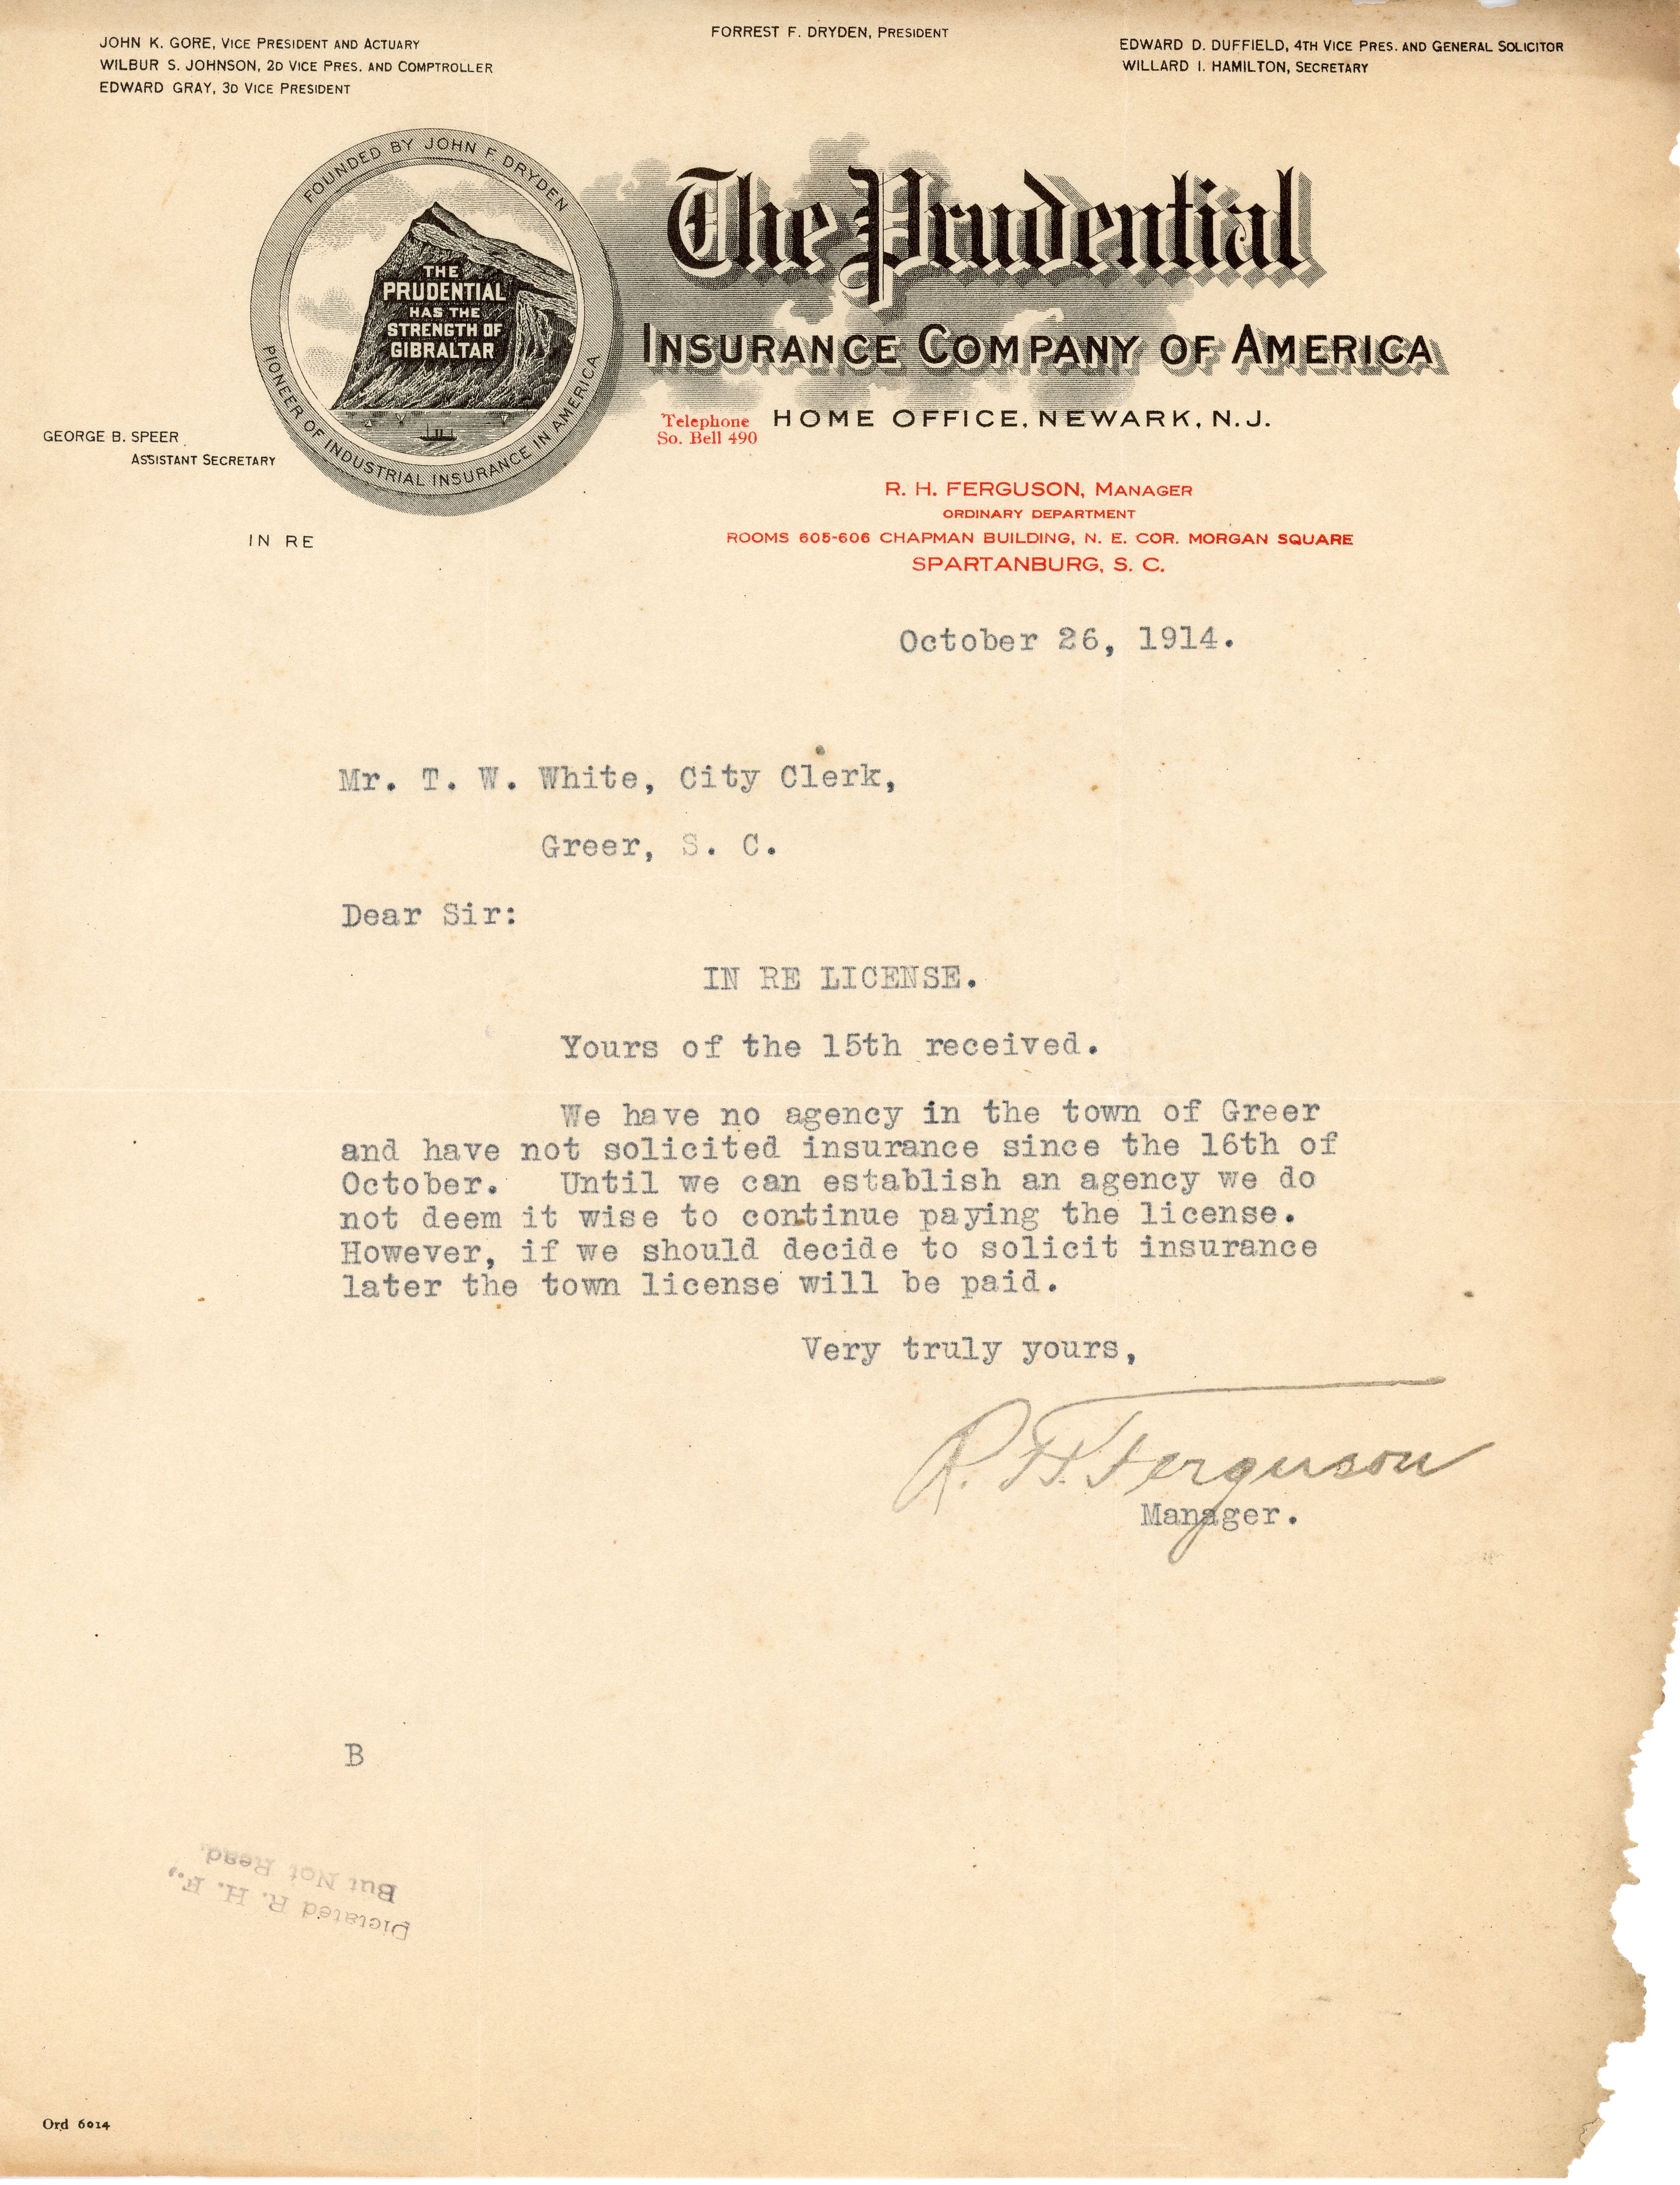 FORREST F. DRYDEN, PRESIDENT
JOHN K. GORE, VICE PRESIDENT AND ACTUARY
WILBUR S. JOHNSON, 2D VICE PRES. AND COMPTROLLER
EDWARD GRAY, 3D VICE PRESIDENT
EDWARD D. DUFFIELD, 4TH VICE PRES. AND GENERAL SOLICITOR
WILLARD I. HAMILTON, SECRETARY
FOUNDED BY JOHN F. DRYDEN
THE
PRUDENTIAL
HAS THE
STRENGTH OF
GIBRALTAR
PIONEER OF INDUSTRIAL INSURANCE IN AMERICA
The Prudential
INSURANCE COMPANY OF AMERICA
Telephone
So. Bell 490
HOME OFFICE, NEWARK, N.J.
GEORGE B. SPEER
ASSISTANT SECRETARY
R. H. FERGUSON, MANAGER
ORDINARY DEPARTMENT
ROOMS 605-606 CHAPMAN BUILDING, N. E. COR. MORGAN SQUARE
SPARTANBURG, S. C.
IN RE
October 26, 1914.
Mr. T. W. White, City Clerk,
Greer, S. C.
Dear Sir:
IN RE LICENSE.
Yours of the 15th received.
We have no agency in the town of Greer
and have not solicited insurance since the 16th of
October. Until we can establish an agency we do
not deem it wise to continue paying the license.
However, if we should decide to solicit insurance
later the town license will be paid.
Very truly yours,
R. H. Ferguson
Manager.
B
Dictated R. H. F.,
But Not Read.
Ord 6014